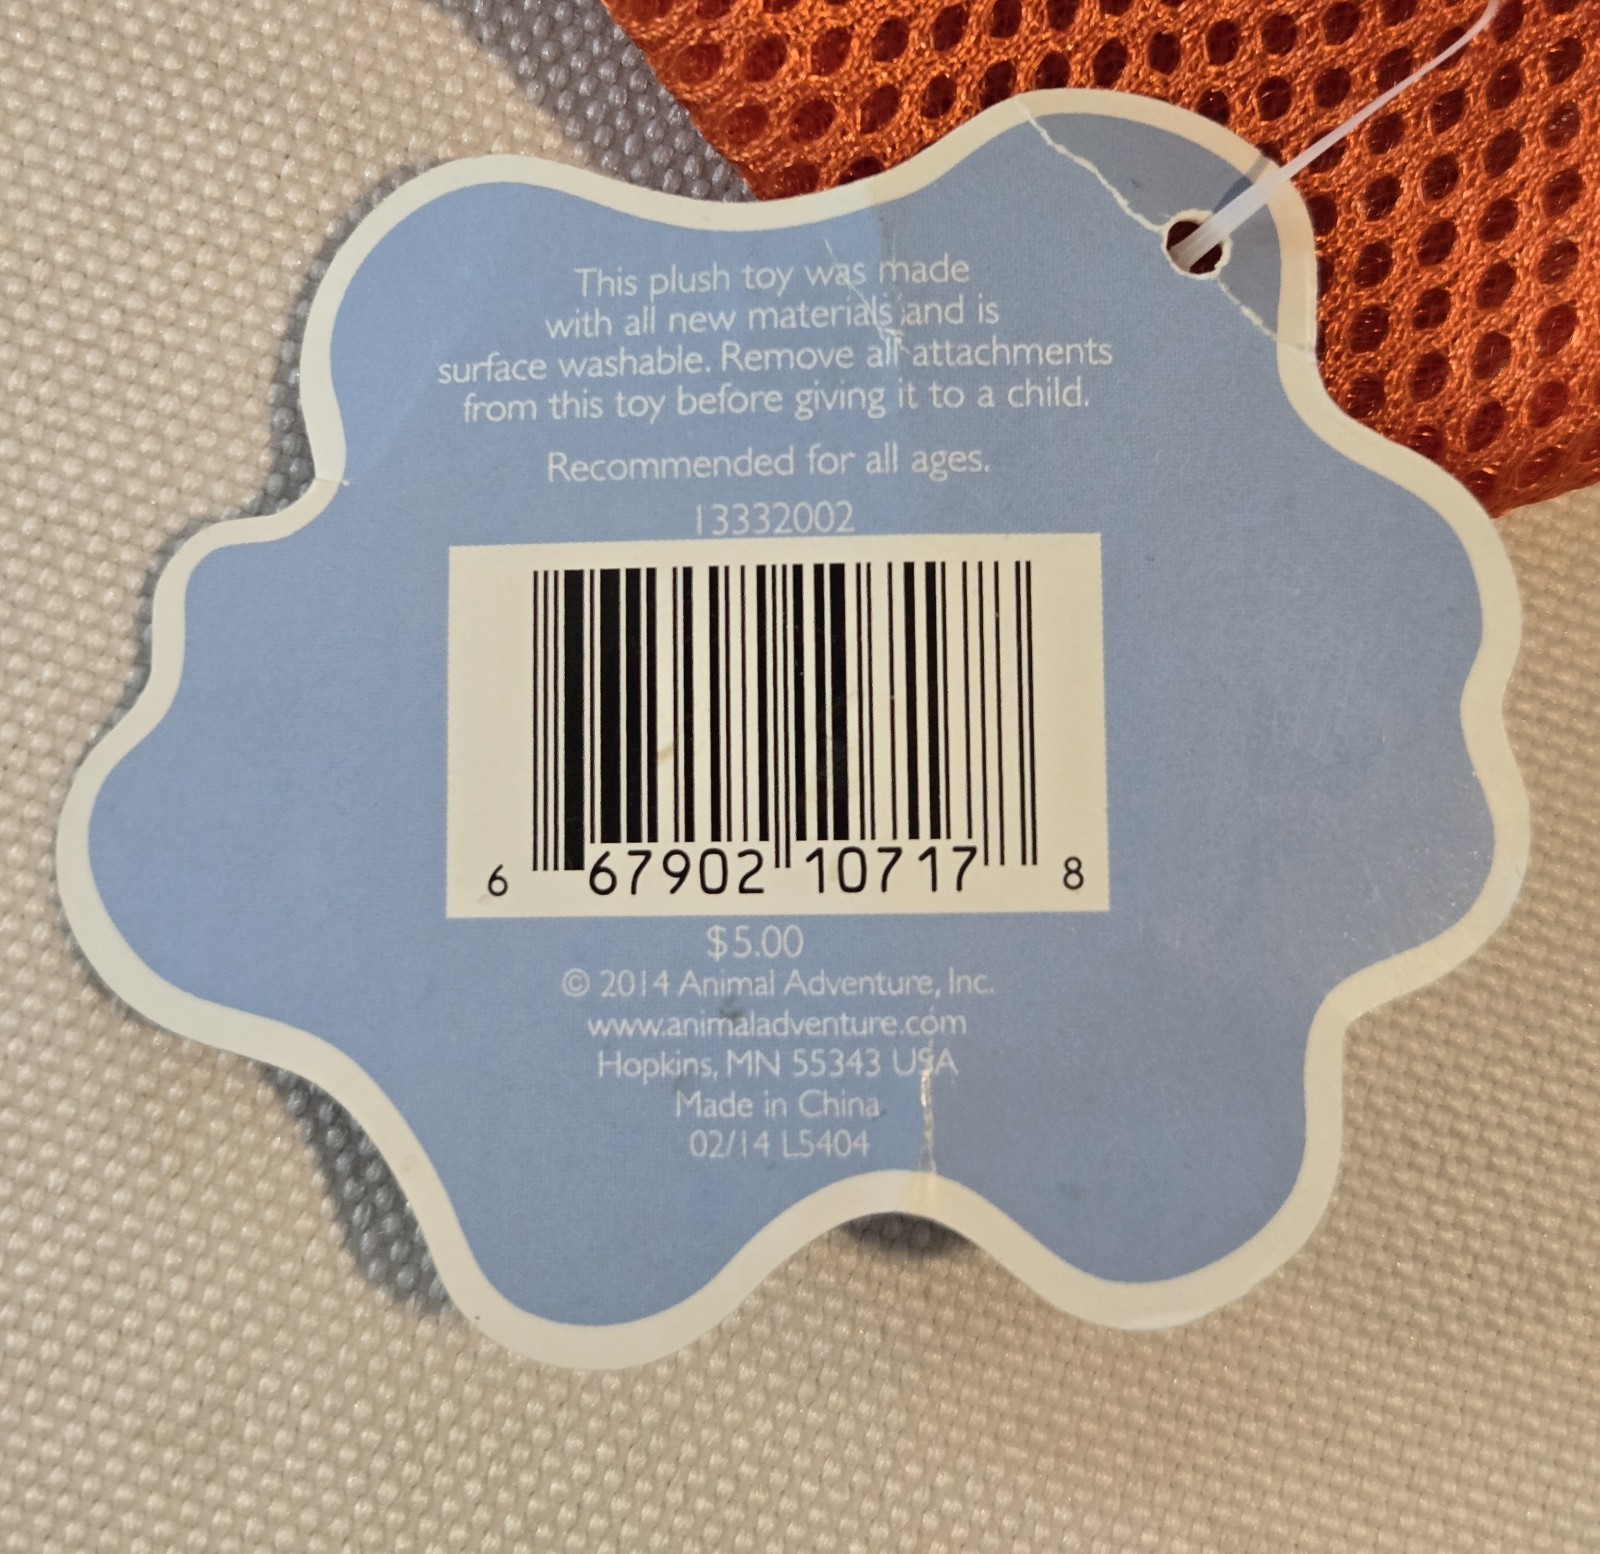 This plush toy was made
with all new materials and is
surface washable. Remove all attachments
from this toy before giving it to a child.
Recommended for all ages.
13332002
6 67902 10717 8
$5.00
© 2014 Animal Adventure, Inc.
www.animaladventure.com
Hopkins, MN 55343 USA
Made in China
02/14 L5404